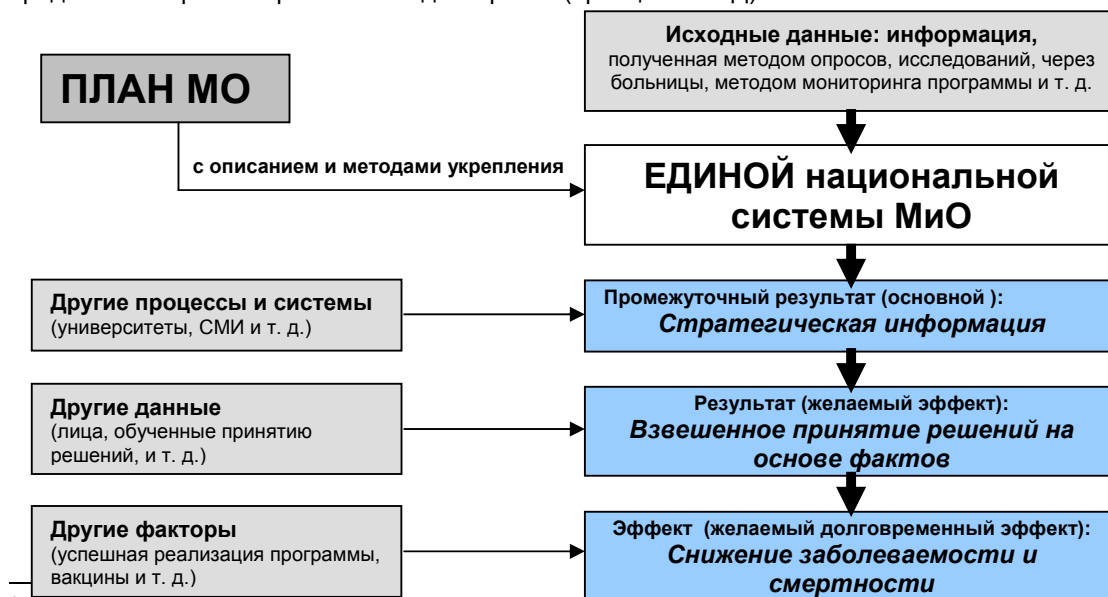 Исходные данные: информация,
полученная методом опросов, исследований, через
больницы, методом мониторинга программы и т. д.
ПЛАН МО
с описанием и методами укрепления
ЕДИНОЙ национальной
системы МиО
Другие процессы и системы
(университеты, СМИ и т. д.)
Промежуточный результат (основной ):
Стратегическая информация
Другие данные
(лица, обученные принятию
решений, и т. д.)
Результат (желаемый эффект):
Взвешенное принятие решений на
основе фактов
Другие факторы
(успешная реализация программы,
вакцины и т. д.)
Эффект (желаемый долговременный эффект):
Снижение заболеваемости и
смертности